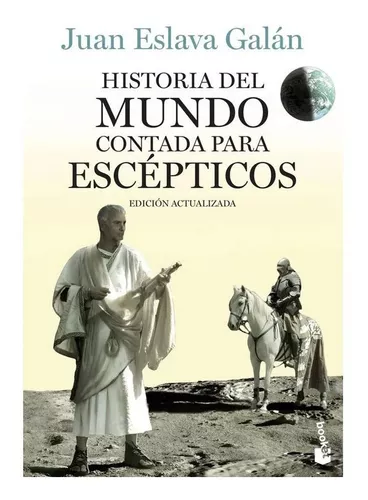 Juan Eslava Galán
HISTORIA DEL
MUNDO
CONTADA PARA
ESCÉPTICOS
EDICIÓN ACTUALIZADA
booket